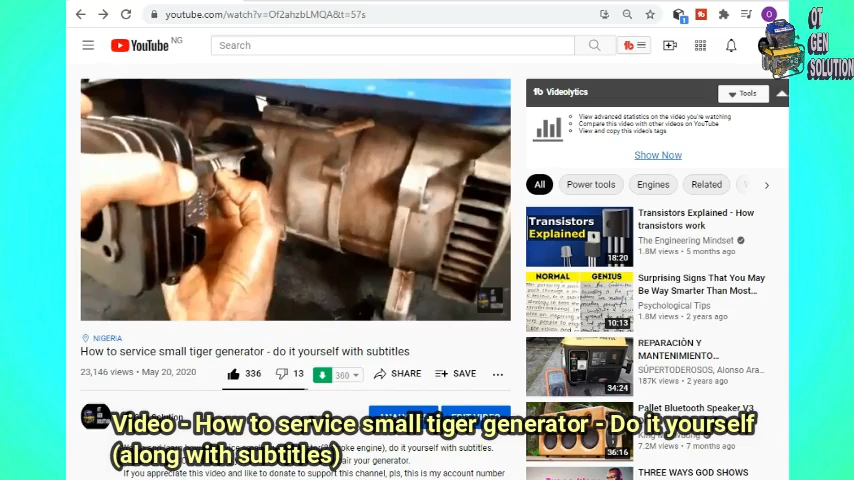 youtube.com/watch?v=Of2ahzbLMQA&t=57s
O
OT
GEN
SOLUTION
YouTube NG
Search
Videolytics
Tools
View advanced statistics on the video you're watching
Compare this video with other videos on YouTube
View and copy this video's tags
Show Now
All
Power tools
Engines
Related
Transistors Explained
18:20
Transistors Explained - How
transistors work
The Engineering Mindset
1.8M views • 5 months ago
NORMAL GENIUS
10:13
Surprising Signs That You May
Be Way Smarter Than Most...
Psychological Tips
1.8M views • 2 years ago
34:24
REPARACIÒN Y
MANTENIMIENTO...
SÚPERTODEROSOS, Alonso Ara...
187K views • 2 years ago
36:16
Pallet Bluetooth Speaker V3
7.2M views • 7 months ago
THREE WAYS GOD SHOWS
NIGERIA
How to service small tiger generator - do it yourself with subtitles
23,146 views • May 20, 2020
336
13
360
SHARE
SAVE
...
Video - How to service small tiger generator - Do it yourself
(along with subtitles)
If you appreciate this video and like to donate to support this channel, pls, this is my account number